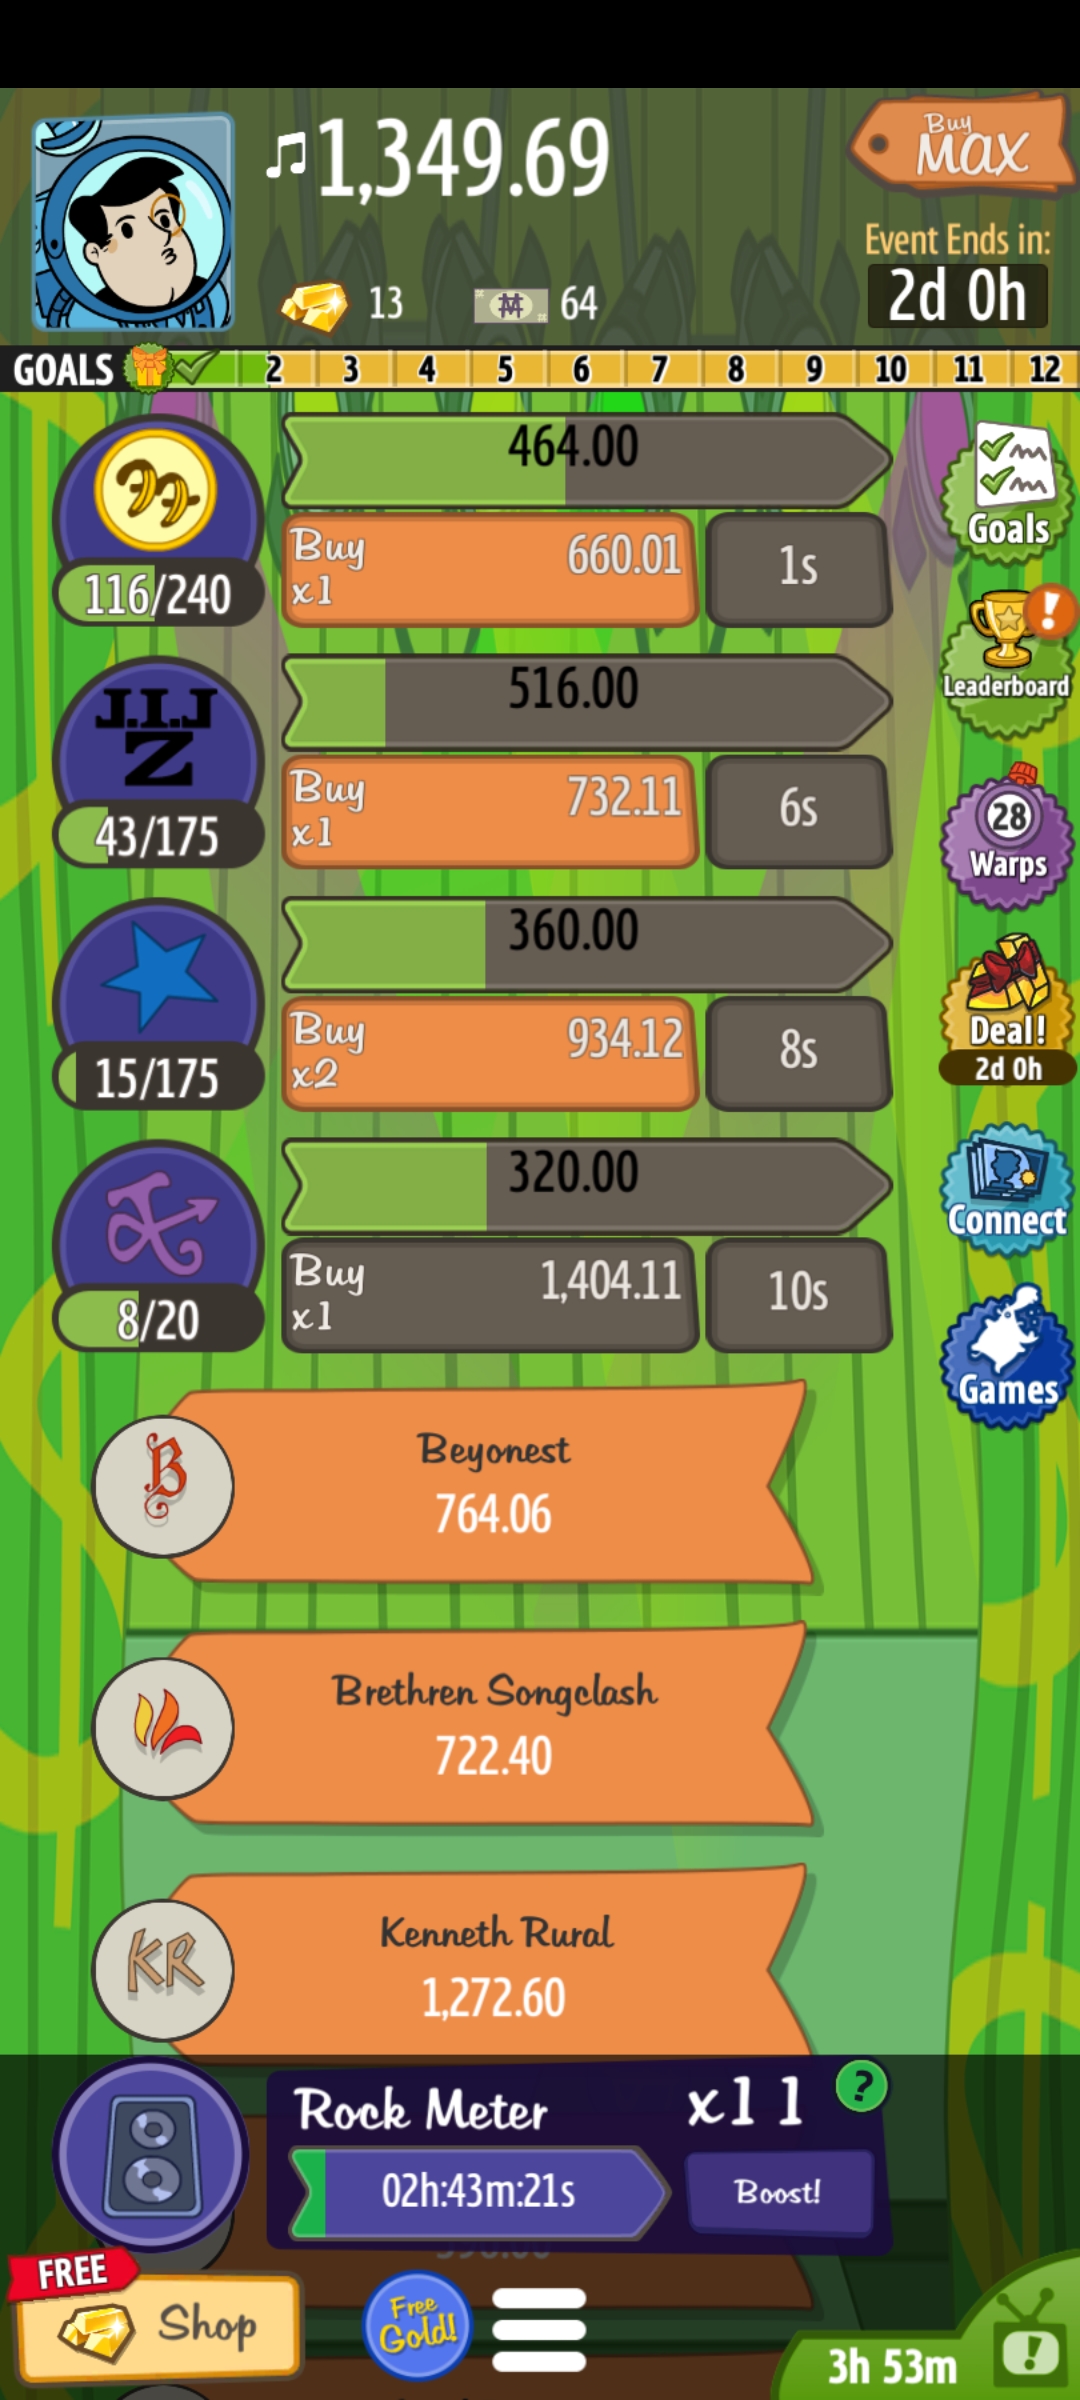 1,349.69
Buy
MAX
Event Ends in:
13
64
2d 0h
GOALS 2 3 4 5 6 7 8 9 10 11 12
464.00
Buy
x1
660.01
1s
116/240
Goals
J.I.J
Z
516.00
Buy
x1
732.11
6s
43/175
Leaderboard
360.00
Buy
x2
934.12
8s
15/175
28
Warps
Deal!
2d 0h
320.00
Buy
x1
1,404.11
10s
8/20
Connect
Games
B
Beyonest
764.06
Brethren Songclash
722.40
KR
Kenneth Rural
1,272.60
Rock Meter
x11
?
02h:43m:21s
Boost!
FREE
Shop
Free
Gold!
3h 53m